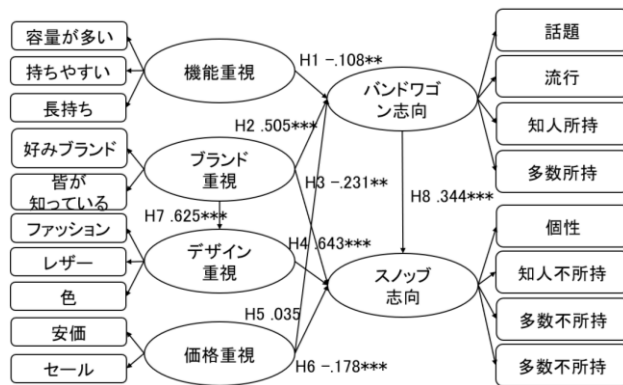 容量が多い
持ちやすい
長持ち
好みブランド
皆が
知っている
ファッション
レザー
色
安価
セール
機能重視
ブランド
重視
デザイン
重視
価格重視
H1 -.108**
H2 .505***
H3 -.231**
H7 .625***
H4 .643***
H5 .035
H6 -.178***
H8 .344***
バンドワゴ
ン志向
スノッブ
志向
話題
流行
知人所持
多数所持
個性
知人不所持
多数不所持
多数不所持